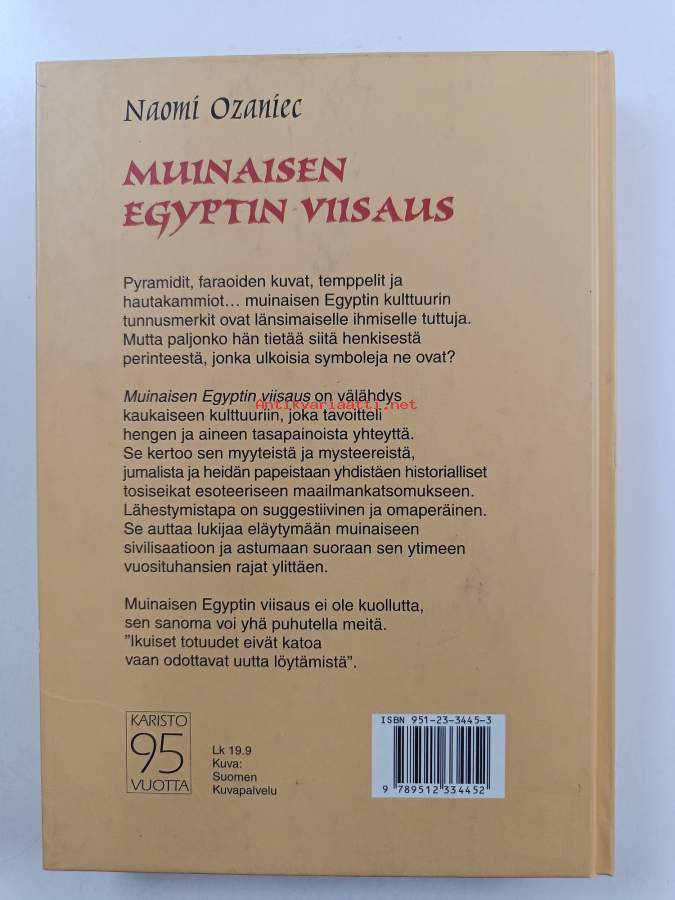 Naomi Ozaniec
MUINAISEN
EGYPTIN VIISAUS
Pyramidit, faraoiden kuvat, temppelit ja
hautakammiot... muinaisen Egyptin kulttuurin
tunnusmerkit ovat länsimaiselle ihmiselle tuttuja.
Mutta paljonko hän tietää siitä henkisestä
perinteestä, jonka ulkoisia symboleja ne ovat?
Muinaisen Egyptin viisaus on välähdys
Antikvariaatti.net
kaukaiseen kulttuuriin, joka tavoitteli
hengen ja aineen tasapainoista yhteyttä.
Se kertoo sen myyteistä ja mysteereistä,
jumalista ja heidän papeistaan yhdistäen historialliset
tosiseikat esoteeriseen maailmankatsomukseen.
Lähestymistapa on suggestiivinen ja omaperäinen.
Se auttaa lukijaa eläytymään muinaiseen
sivilisaatioon ja astumaan suoraan sen ytimeen
vuosituhansien rajat ylittäen.
Muinaisen Egyptin viisaus ei ole kuollutta,
sen sanoma voi yhä puhutella meitä.
”Ikuiset totuudet eivät katoa
vaan odottavat uutta löytämistä”.
KARISTO
95
VUOTTA
Lk 19.9
Kuva:
Suomen
Kuvapalvelu
ISBN 951-23-3445-3
9 789512 334452